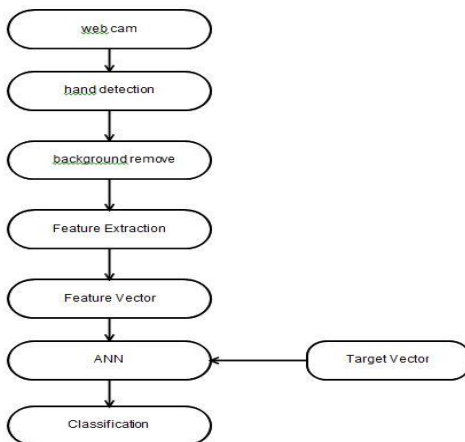 web cam
hand detection
background remove
Feature Extraction
Feature Vector
ANN
Target Vector
Classification